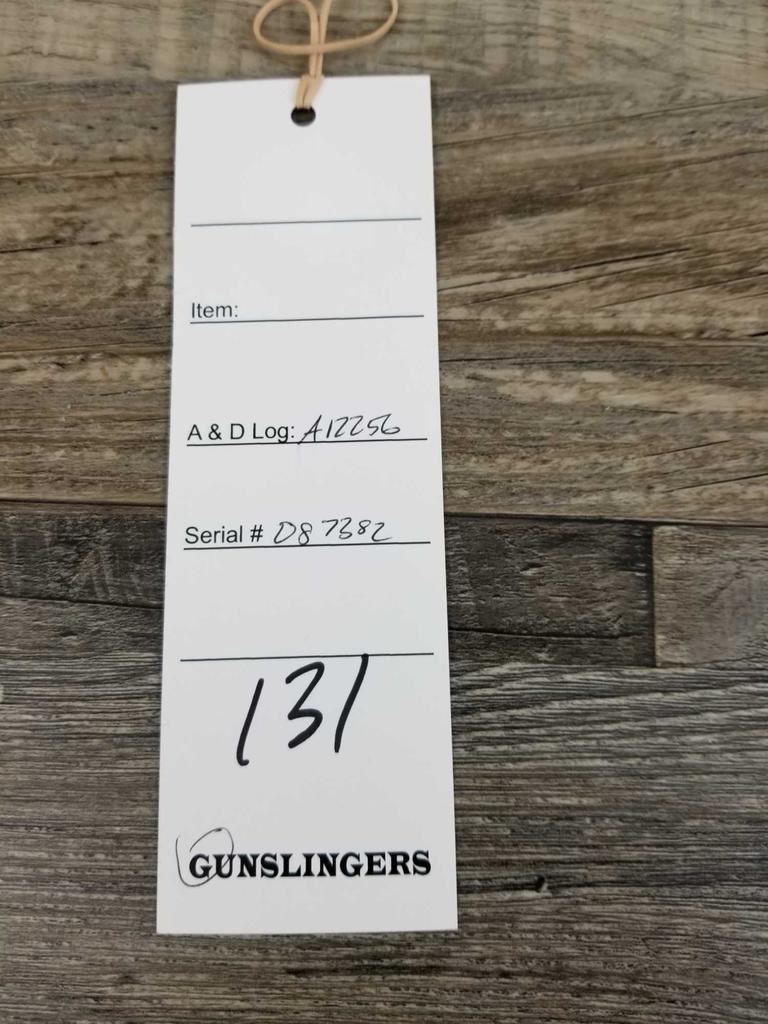 Item:
A & D Log: A12256
Serial # D87382
131
GUNSLINGERS